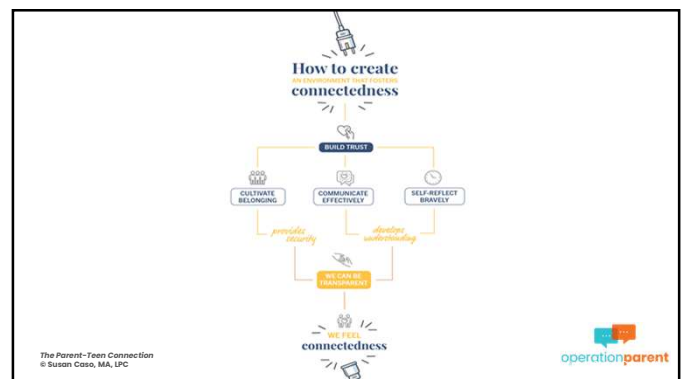 How to create
AN ENVIRONMENT THAT FOSTERS
connectedness
BUILD TRUST
CULTIVATE
BELONGING
COMMUNICATE
EFFECTIVELY
SELF-REFLECT
BRAVELY
provides
security
develops
understanding
WE CAN BE
TRANSPARENT
WE FEEL
connectedness
The Parent-Teen Connection
© Susan Caso, MA, LPC
operationparent